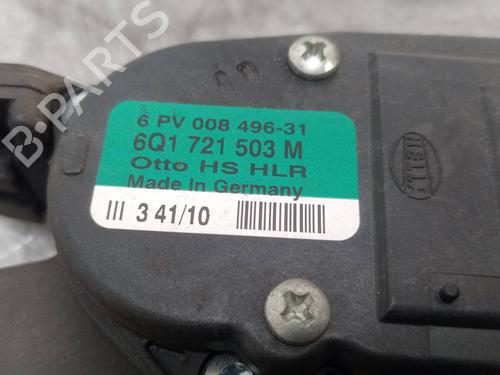 B-PARTS
6 PV 008 496-31
6Q1 721 503 M
Otto HS HLR
Made In Germany
III 3 41/10
HELLA